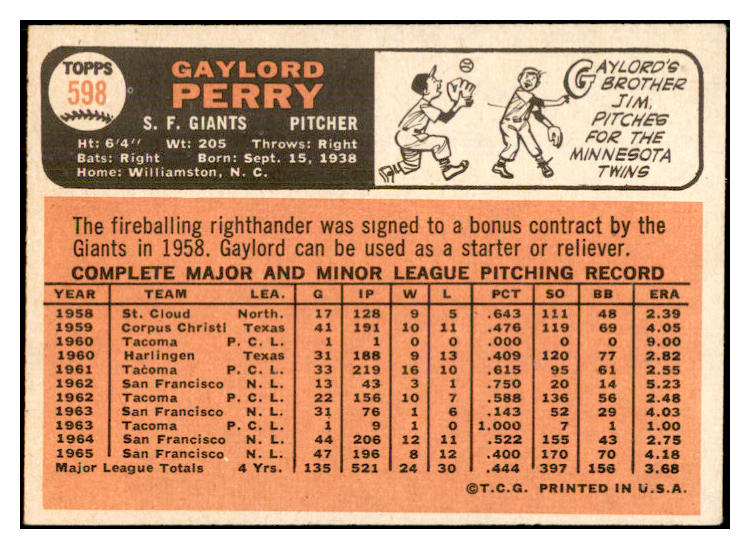 TOPPS
598
GAYLORD
PERRY
S. F. GIANTS PITCHER
Ht: 6'4" Wt: 205 Throws: Right
Bats: Right Born: Sept. 15, 1938
Home: Williamston, N. C.
GAYLORD'S
BROTHER
JIM,
PITCHES
FOR THE
MINNESOTA
TWINS
The fireballing righthander was signed to a bonus contract by the
Giants in 1958. Gaylord can be used as a starter or reliever.
COMPLETE MAJOR AND MINOR LEAGUE PITCHING RECORD
YEAR TEAM LEA. G IP W L PCT SO BB ERA
1958 St. Cloud North. 17 128 9 5 .643 111 48 2.39
1959 Corpus Christi Texas 41 191 10 11 .476 119 69 4.05
1960 Tacoma P. C. L. 1 1 0 0 .000 0 0 9.00
1960 Harlingen Texas 31 188 9 13 .409 120 77 2.82
1961 Tacoma P. C. L. 33 219 16 10 .615 95 61 2.55
1962 San Francisco N. L. 13 43 3 1 .750 20 14 5.23
1962 Tacoma P. C. L. 22 156 10 7 .588 136 56 2.48
1963 San Francisco N. L. 31 76 1 6 .143 52 29 4.03
1963 Tacoma P. C. L. 1 9 1 0 1.000 7 1 1.00
1964 San Francisco N. L. 44 206 12 11 .522 155 43 2.75
1965 San Francisco N. L. 47 196 8 12 .400 170 70 4.18
Major League Totals 4 Yrs. 135 521 24 30 .444 397 156 3.68
©T.C.G. PRINTED IN U.S.A.